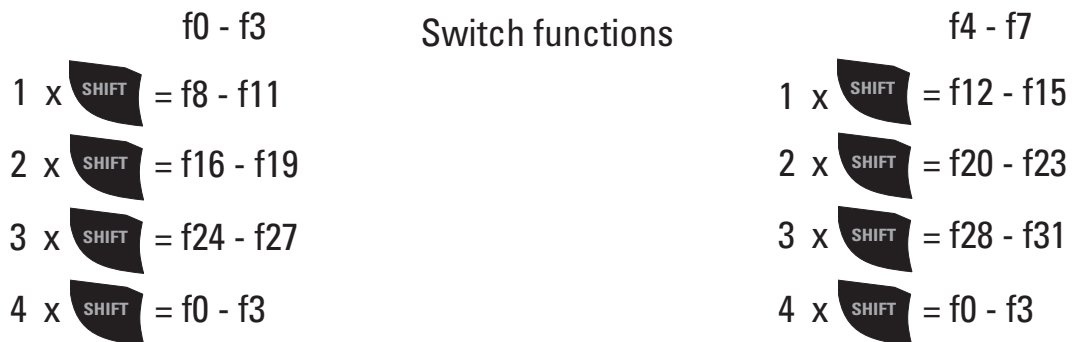 f0 - f3 Switch functions f4 - f7
1 x SHIFT = f8 - f11 1 x SHIFT = f12 - f15
2 x SHIFT = f16 - f19 2 x SHIFT = f20 - f23
3 x SHIFT = f24 - f27 3 x SHIFT = f28 - f31
4 x SHIFT = f0 - f3 4 x SHIFT = f0 - f3